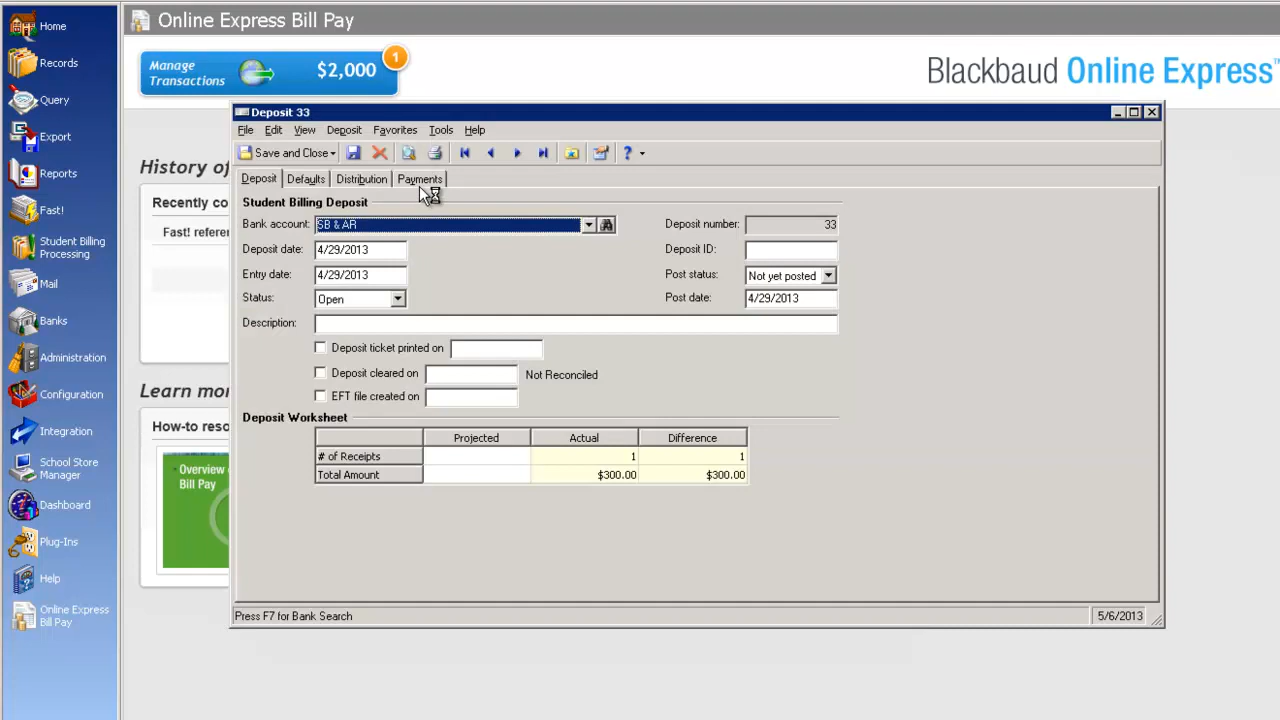 Online Express Bill Pay
Home
Records
Query
Export
Reports
Fast!
Student Billing
Processing
Mail
Banks
Administration
Configuration
Integration
School Store
Manager
Dashboard
Plug-Ins
Help
Online Express
Bill Pay
Manage
Transactions
$2,000
1
Blackbaud Online Express™
History of
Recently co
Fast! refere
Learn mor
How-to reso
Overview
Bill Pay
Deposit 33
File Edit View Deposit Favorites Tools Help
Save and Close
Deposit Defaults Distribution Payments
Student Billing Deposit
Bank account: SB & AR Deposit number: 33
Deposit date: 4/29/2013 Deposit ID:
Entry date: 4/29/2013 Post status: Not yet posted
Status: Open Post date: 4/29/2013
Description:
Deposit ticket printed on
Deposit cleared on Not Reconciled
EFT file created on
Deposit Worksheet
Projected Actual Difference
# of Receipts 1 1
Total Amount $300.00 $300.00
Press F7 for Bank Search 5/6/2013